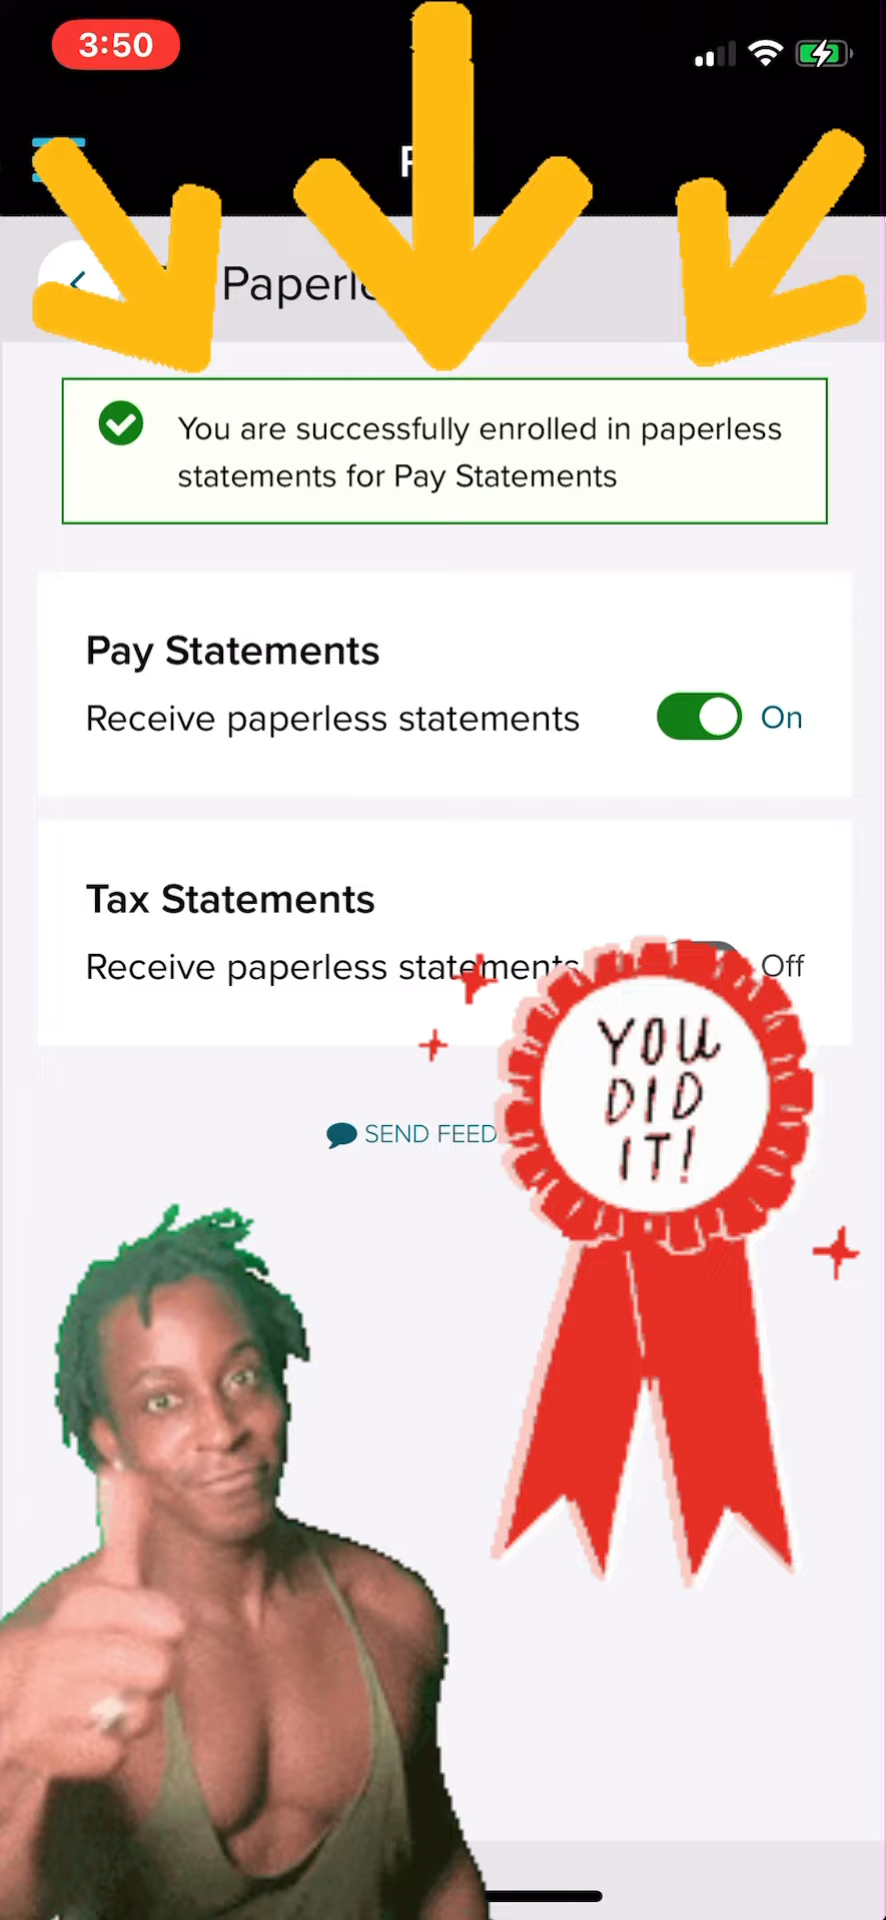 3:50
You are successfully enrolled in paperless
statements for Pay Statements
Pay Statements
Receive paperless statements
On
Tax Statements
Receive paperless statements
Off
SEND FEED
YOU
DID
IT!